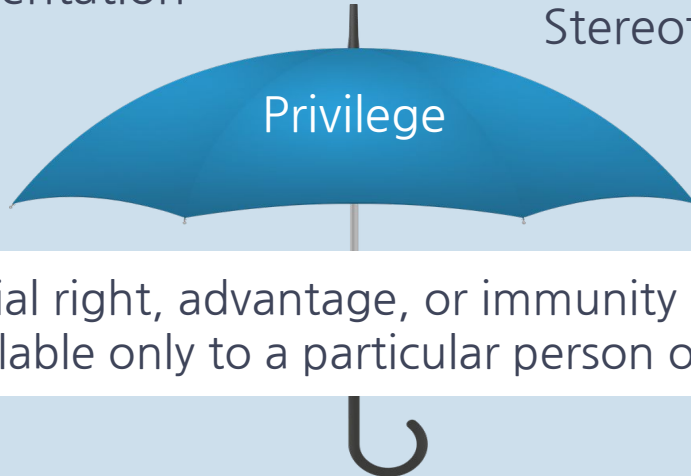 entation
Stereot
Privilege
ial right, advantage, or immunity
lable only to a particular person o